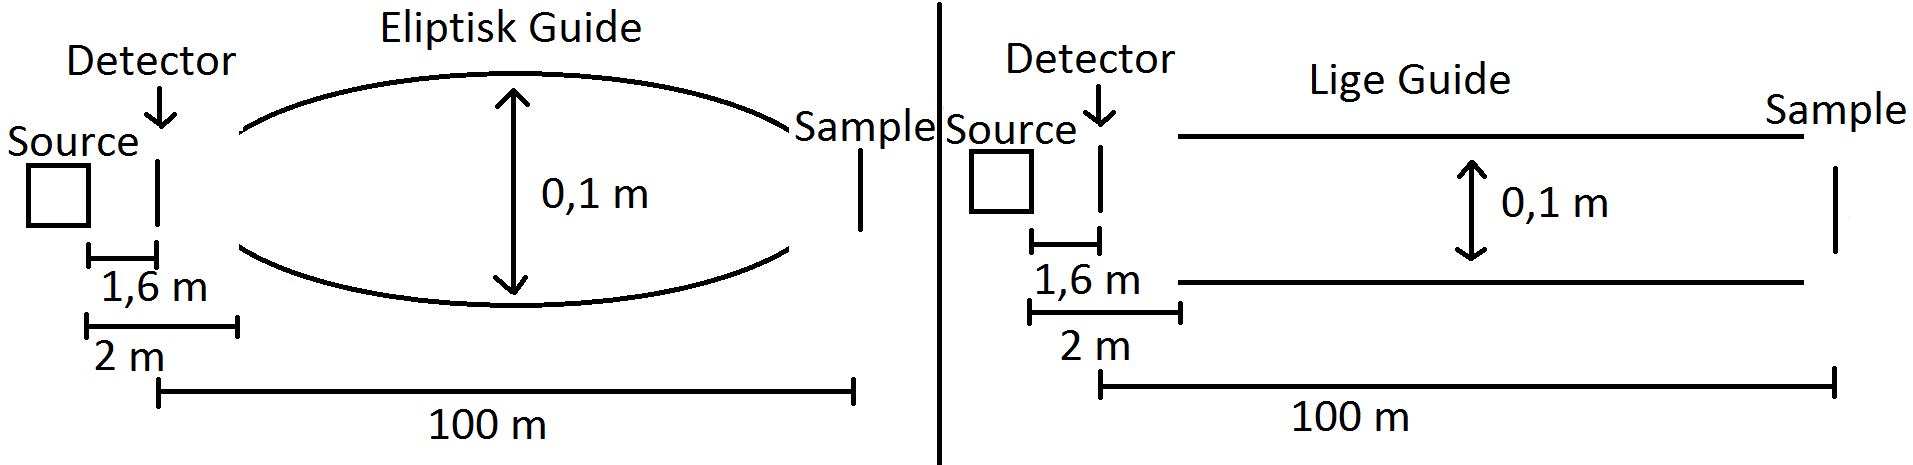 Eliptisk Guide
Detector
Source
Sample
0,1 m
1,6 m
2 m
100 m
Lige Guide
Detector
Source
Sample
0,1 m
1,6 m
2 m
100 m